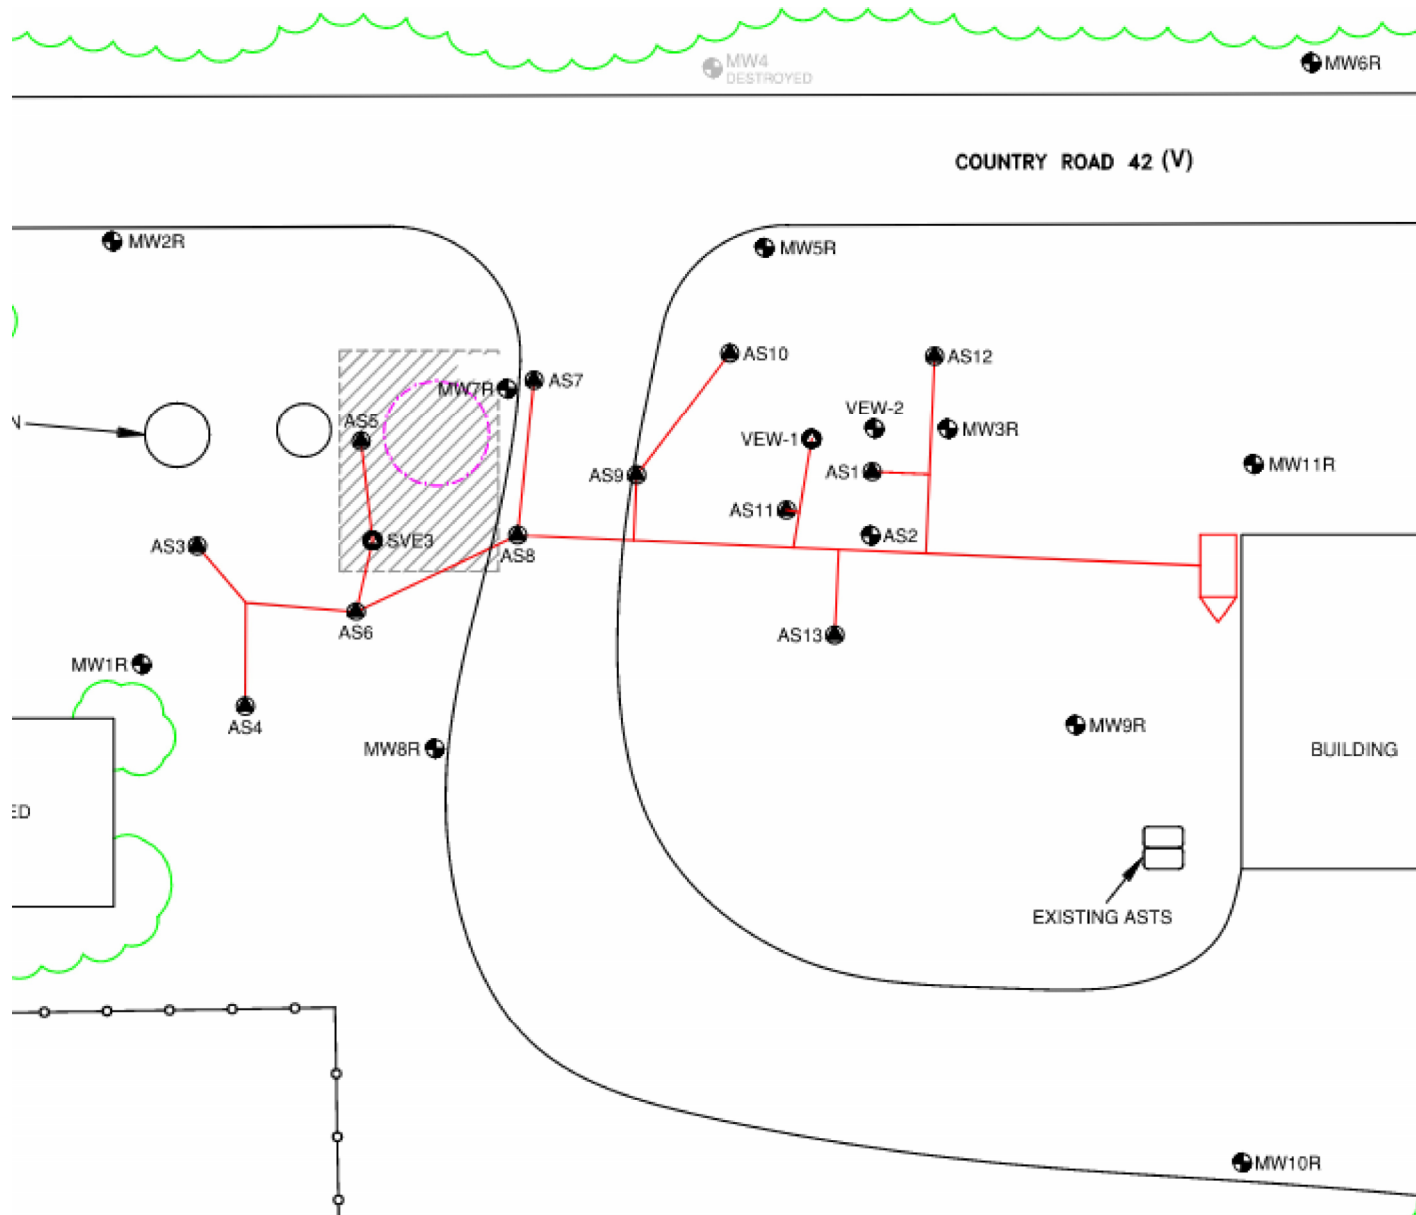 MW4
DESTROYED
MW6R
COUNTRY ROAD 42 (V)
MW2R
MW5R
AS10
AS12
MW7R
AS7
VEW-2
AS5
N
VEW-1
MW3R
AS9
AS1
MW11R
AS11
AS3
SVE3
AS2
AS8
AS6
AS13
MW1R
AS4
MW9R
MW8R
BUILDING
ED
EXISTING ASTS
MW10R